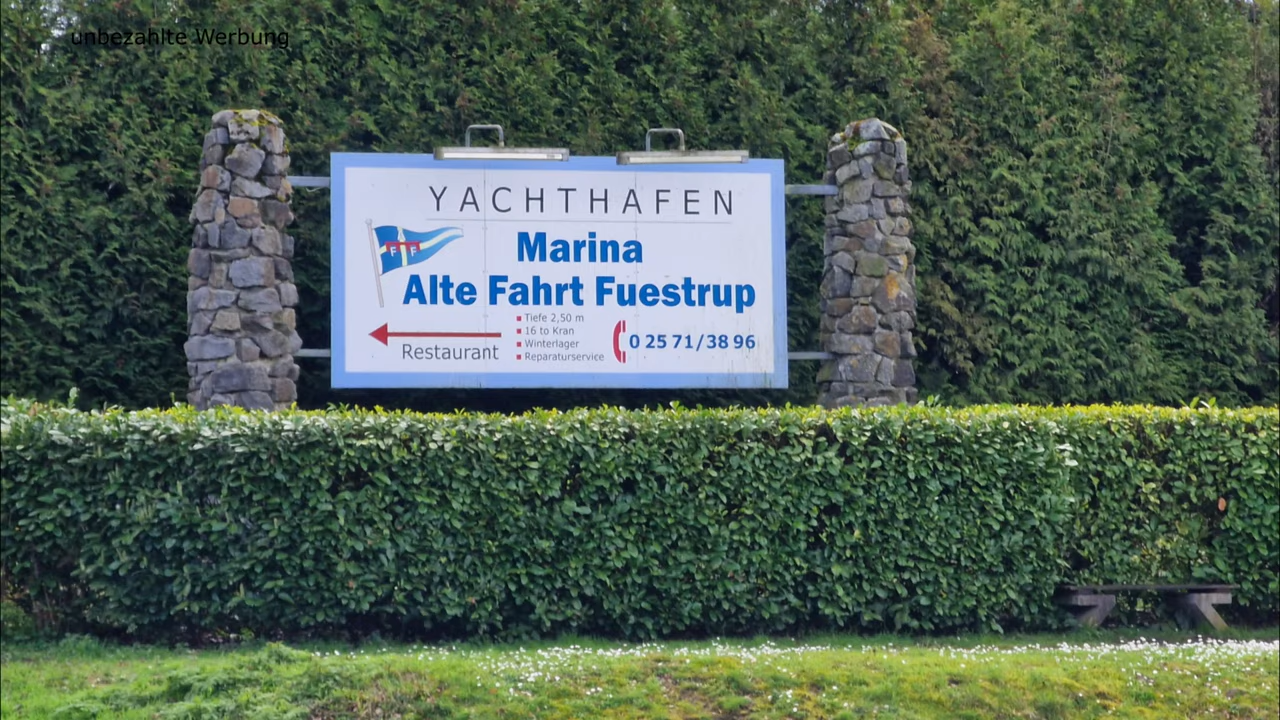 unbezahlte Werbung
YACHTHAFEN
F F
Marina
Alte Fahrt Fuestrup
Restaurant
Tiefe 2,50 m
16 to Kran
Winterlager
Reparaturservice
0 25 71/38 96